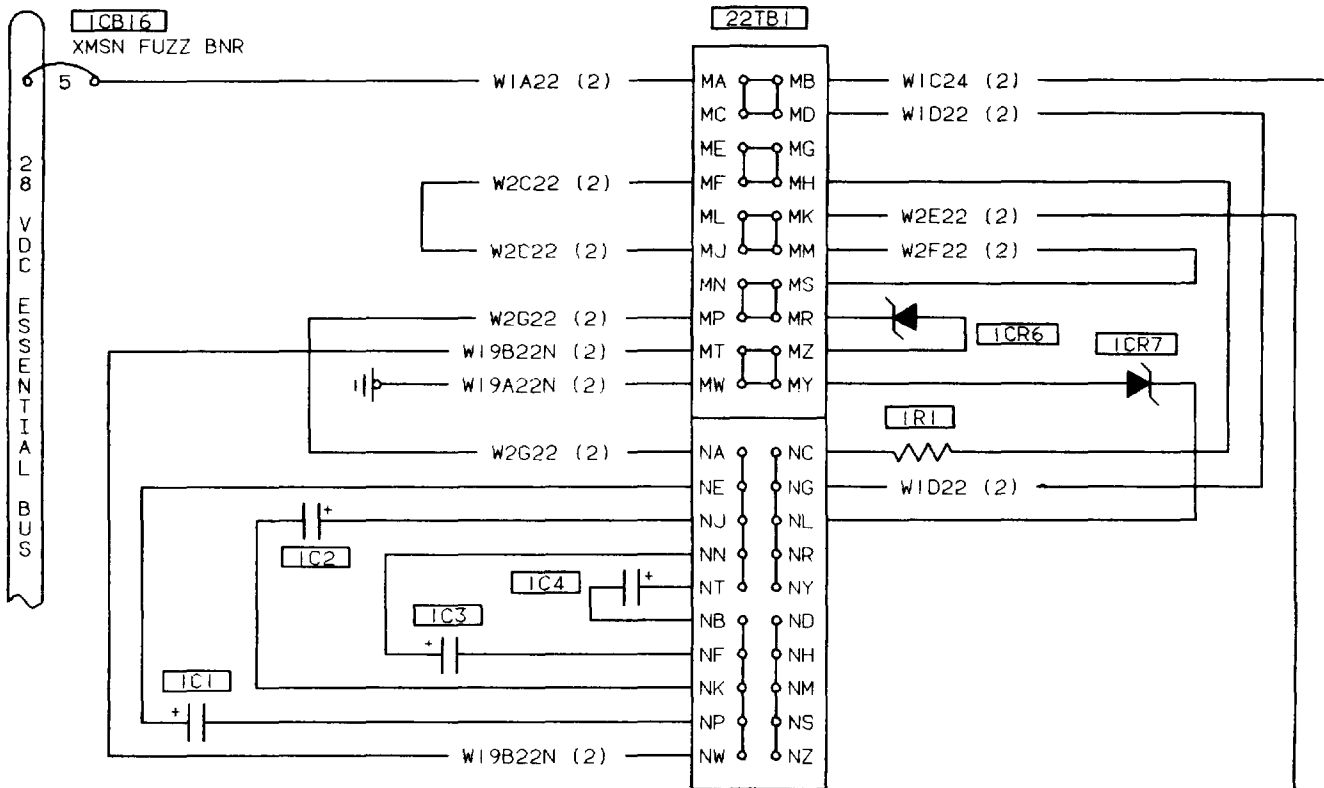 1CB16
22TB1
XMSN FUZZ BNR
5
28 VDC ESSENTIAL BUS
W1A22 (2)
MA
MB
W1C24 (2)
MC
MD
W1D22 (2)
ME
MG
W2C22 (2)
MF
MH
ML
MK
W2E22 (2)
W2C22 (2)
MJ
MM
W2F22 (2)
MN
MS
W2G22 (2)
MP
MR
1CR6
1CR7
W19B22N (2)
MT
MZ
W19A22N (2)
MW
MY
1R1
W2G22 (2)
NA
NC
NE
NG
W1D22 (2)
+
NJ
NL
1C2
NN
NR
1C4
+
NT
NY
1C3
NB
ND
+
NF
NH
1C1
NK
NM
+
NP
NS
W19B22N (2)
NW
NZ